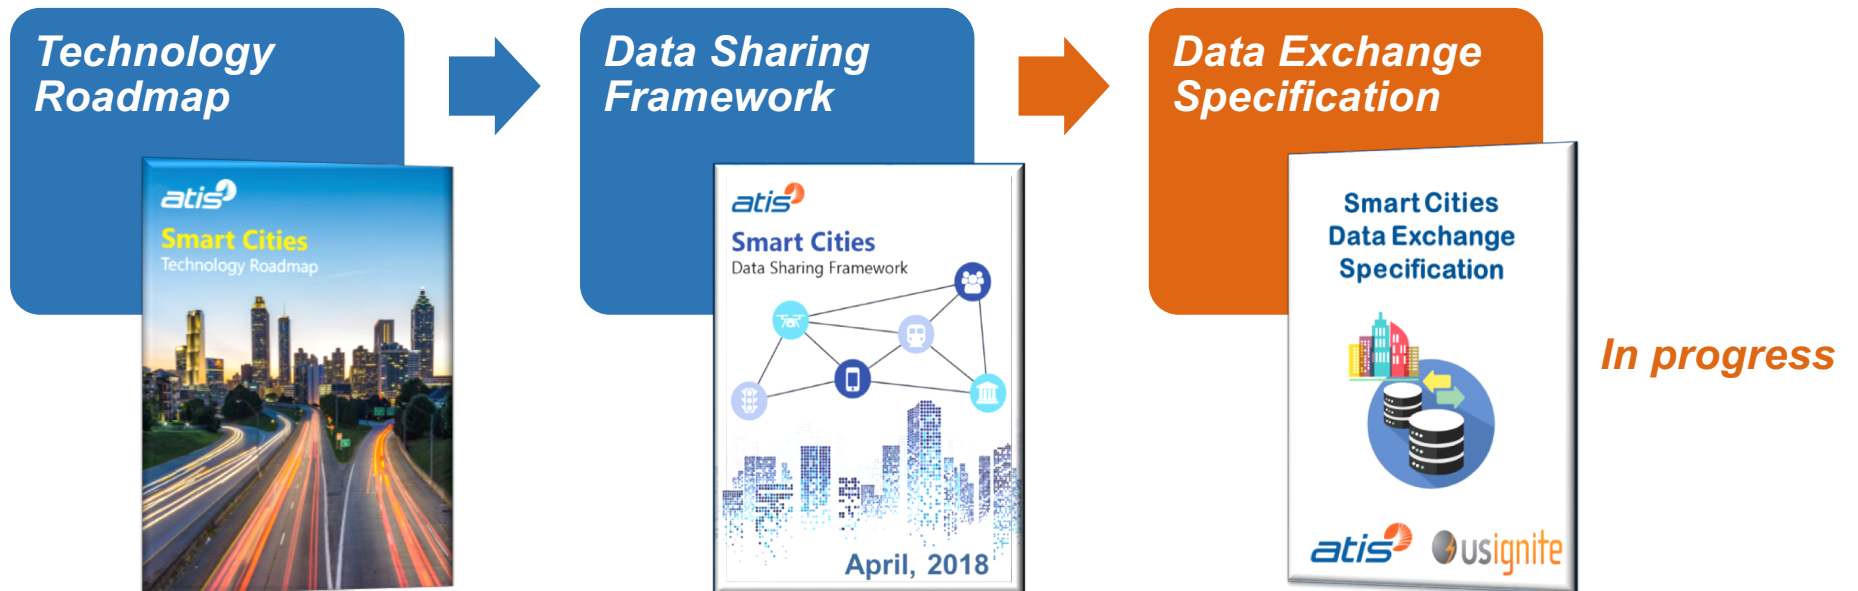 Technology
Roadmap
atis
Smart Cities
Technology Roadmap
Data Sharing
Framework
atis
Smart Cities
Data Sharing Framework
April, 2018
Data Exchange
Specification
Smart Cities
Data Exchange
Specification
atis
usignite
In progress